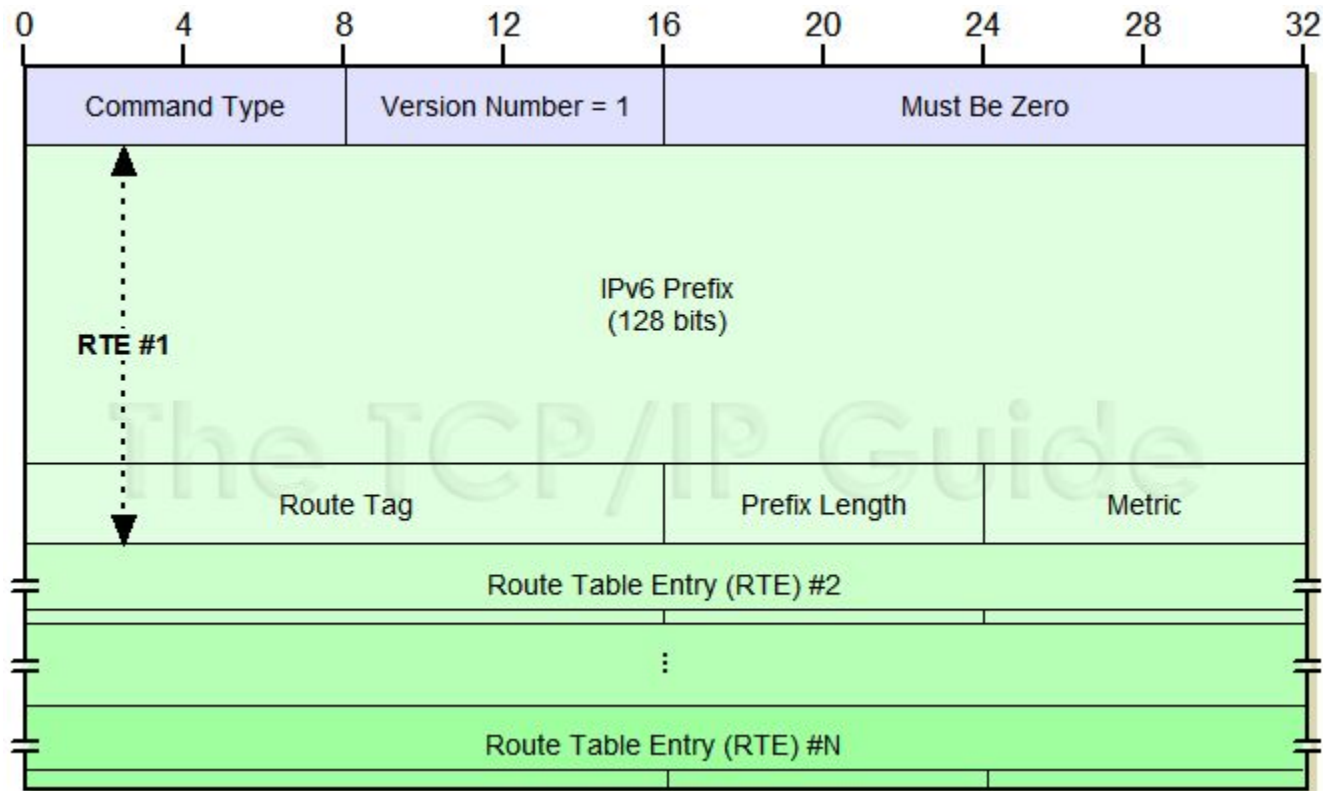 0 4 8 12 16 20 24 28 32
Command Type Version Number = 1 Must Be Zero
IPv6 Prefix
(128 bits)
RTE #1
The TCP/IP Guide
Route Tag Prefix Length Metric
Route Table Entry (RTE) #2
⋮
Route Table Entry (RTE) #N